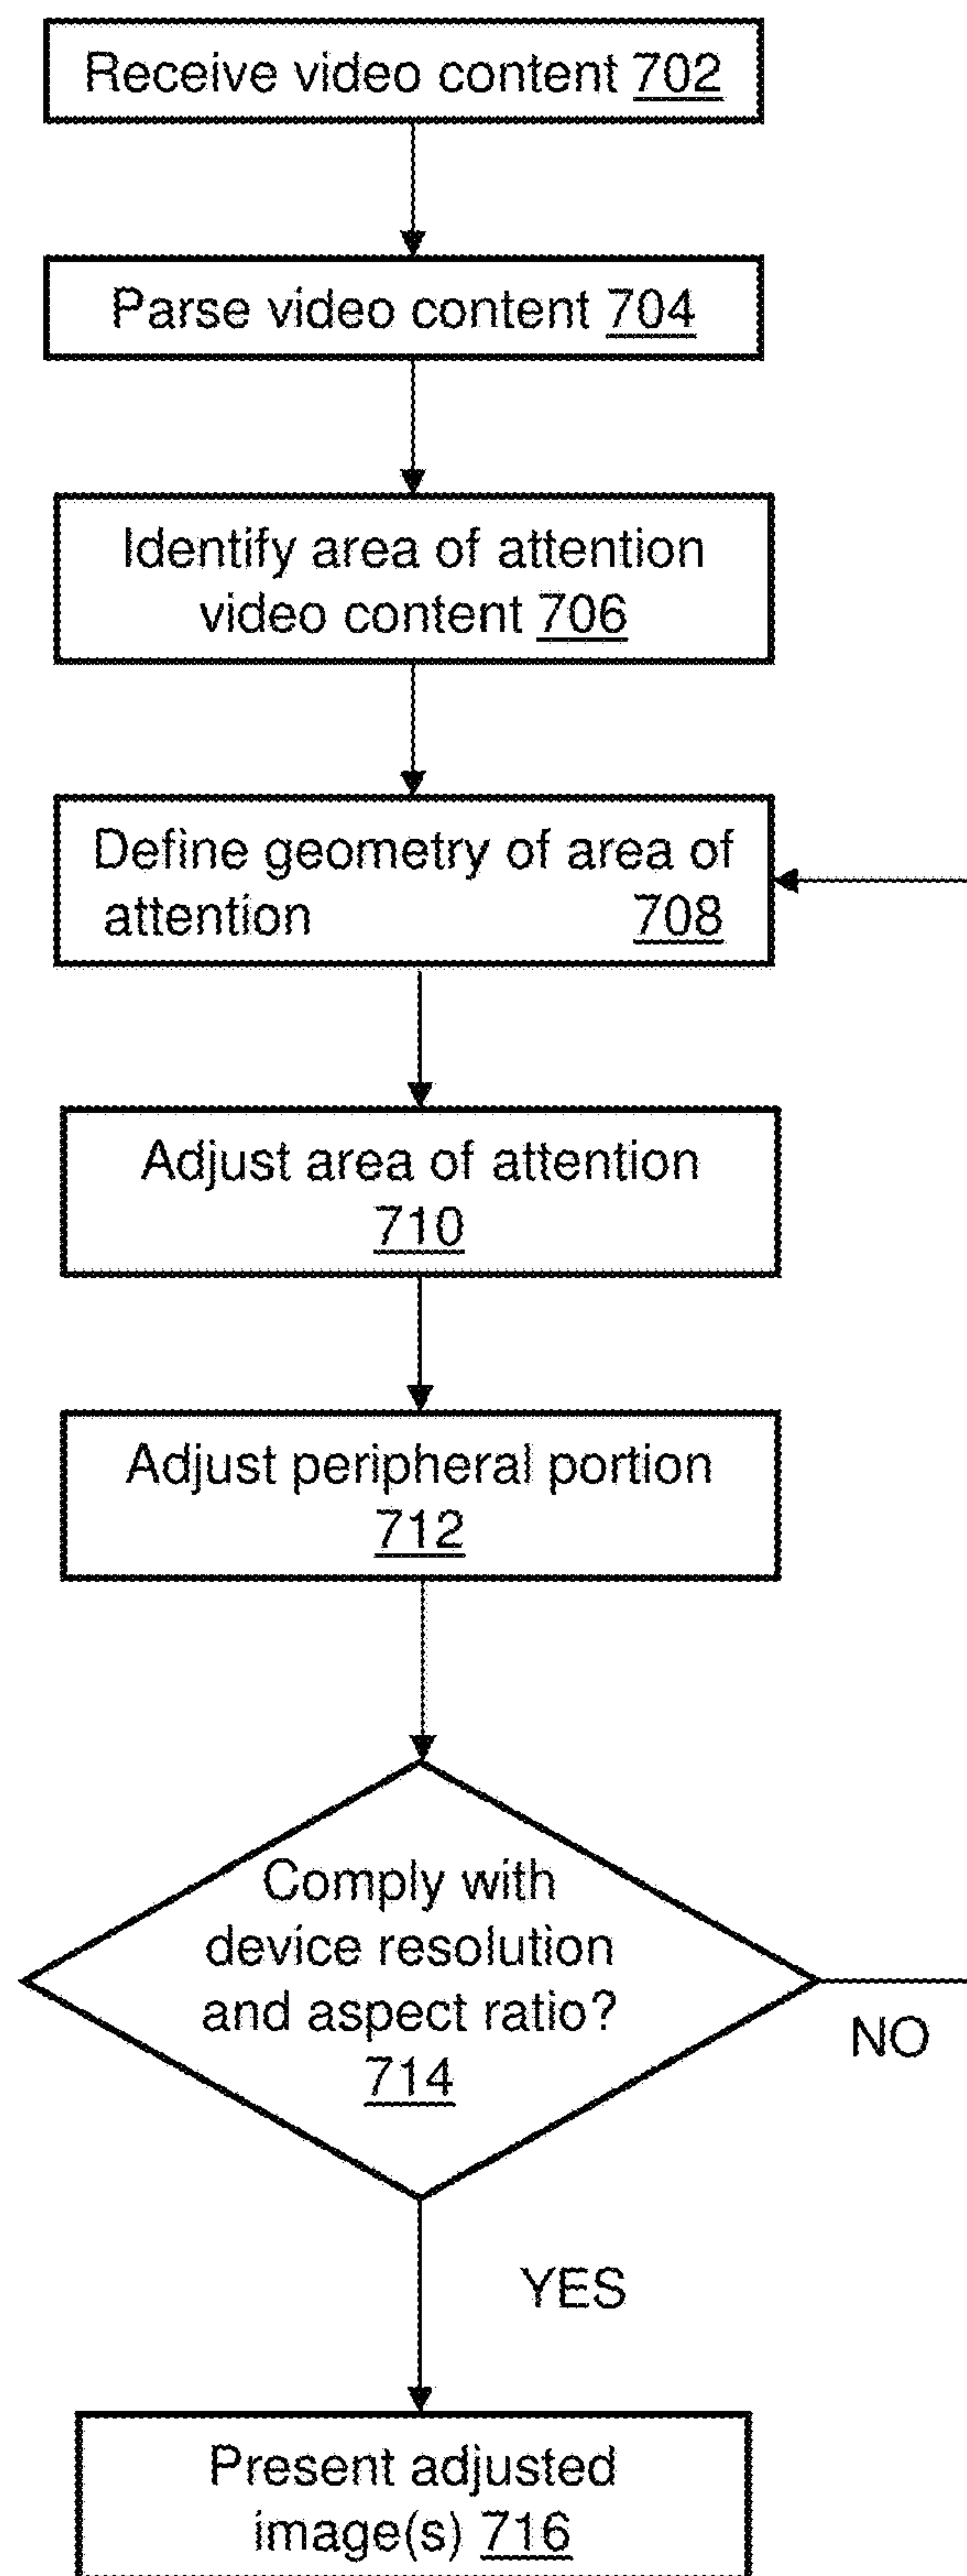 Receive video content 702
Parse video content 704
Identify area of attention
video content 706
Define geometry of area of
attention 708
Adjust area of attention
710
Adjust peripheral portion
712
Comply with
device resolution
and aspect ratio?
714
NO
YES
Present adjusted
image(s) 716